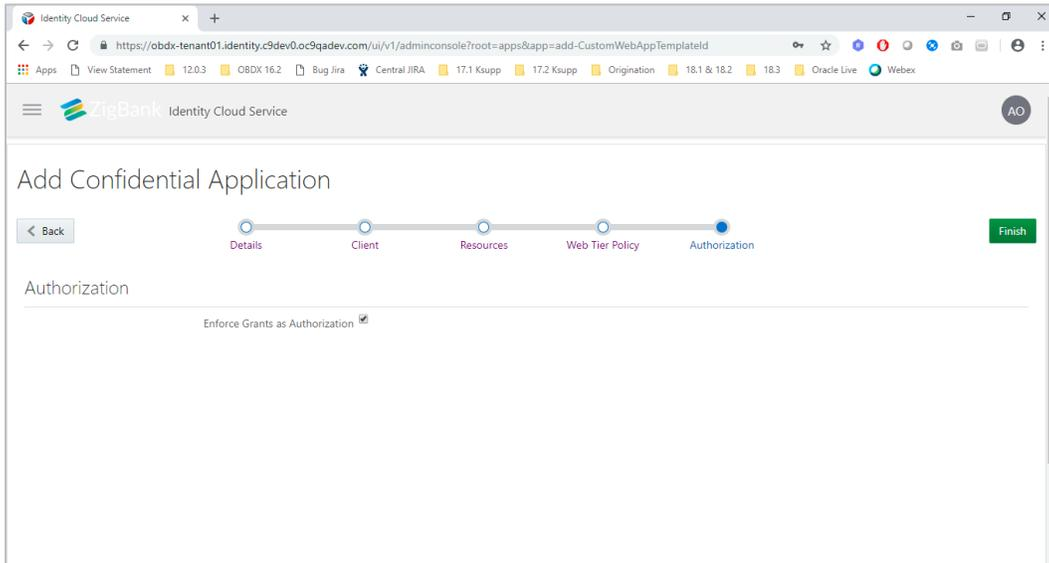 Identity Cloud Service
https://obdx-tenant01.identity.c9dev0.oc9qadev.com/ui/v1/adminconsole?root=apps&app=add-CustomWebAppTemplateId
Apps View Statement 12.0.3 OBDX 16.2 Bug Jira Central JIRA 17.1 Ksupp 17.2 Ksupp Origination 18.1 & 18.2 18.3 Oracle Live Webex
ZigBank Identity Cloud Service AO
Add Confidential Application
Back Finish
Details Client Resources Web Tier Policy Authorization
Authorization
Enforce Grants as Authorization